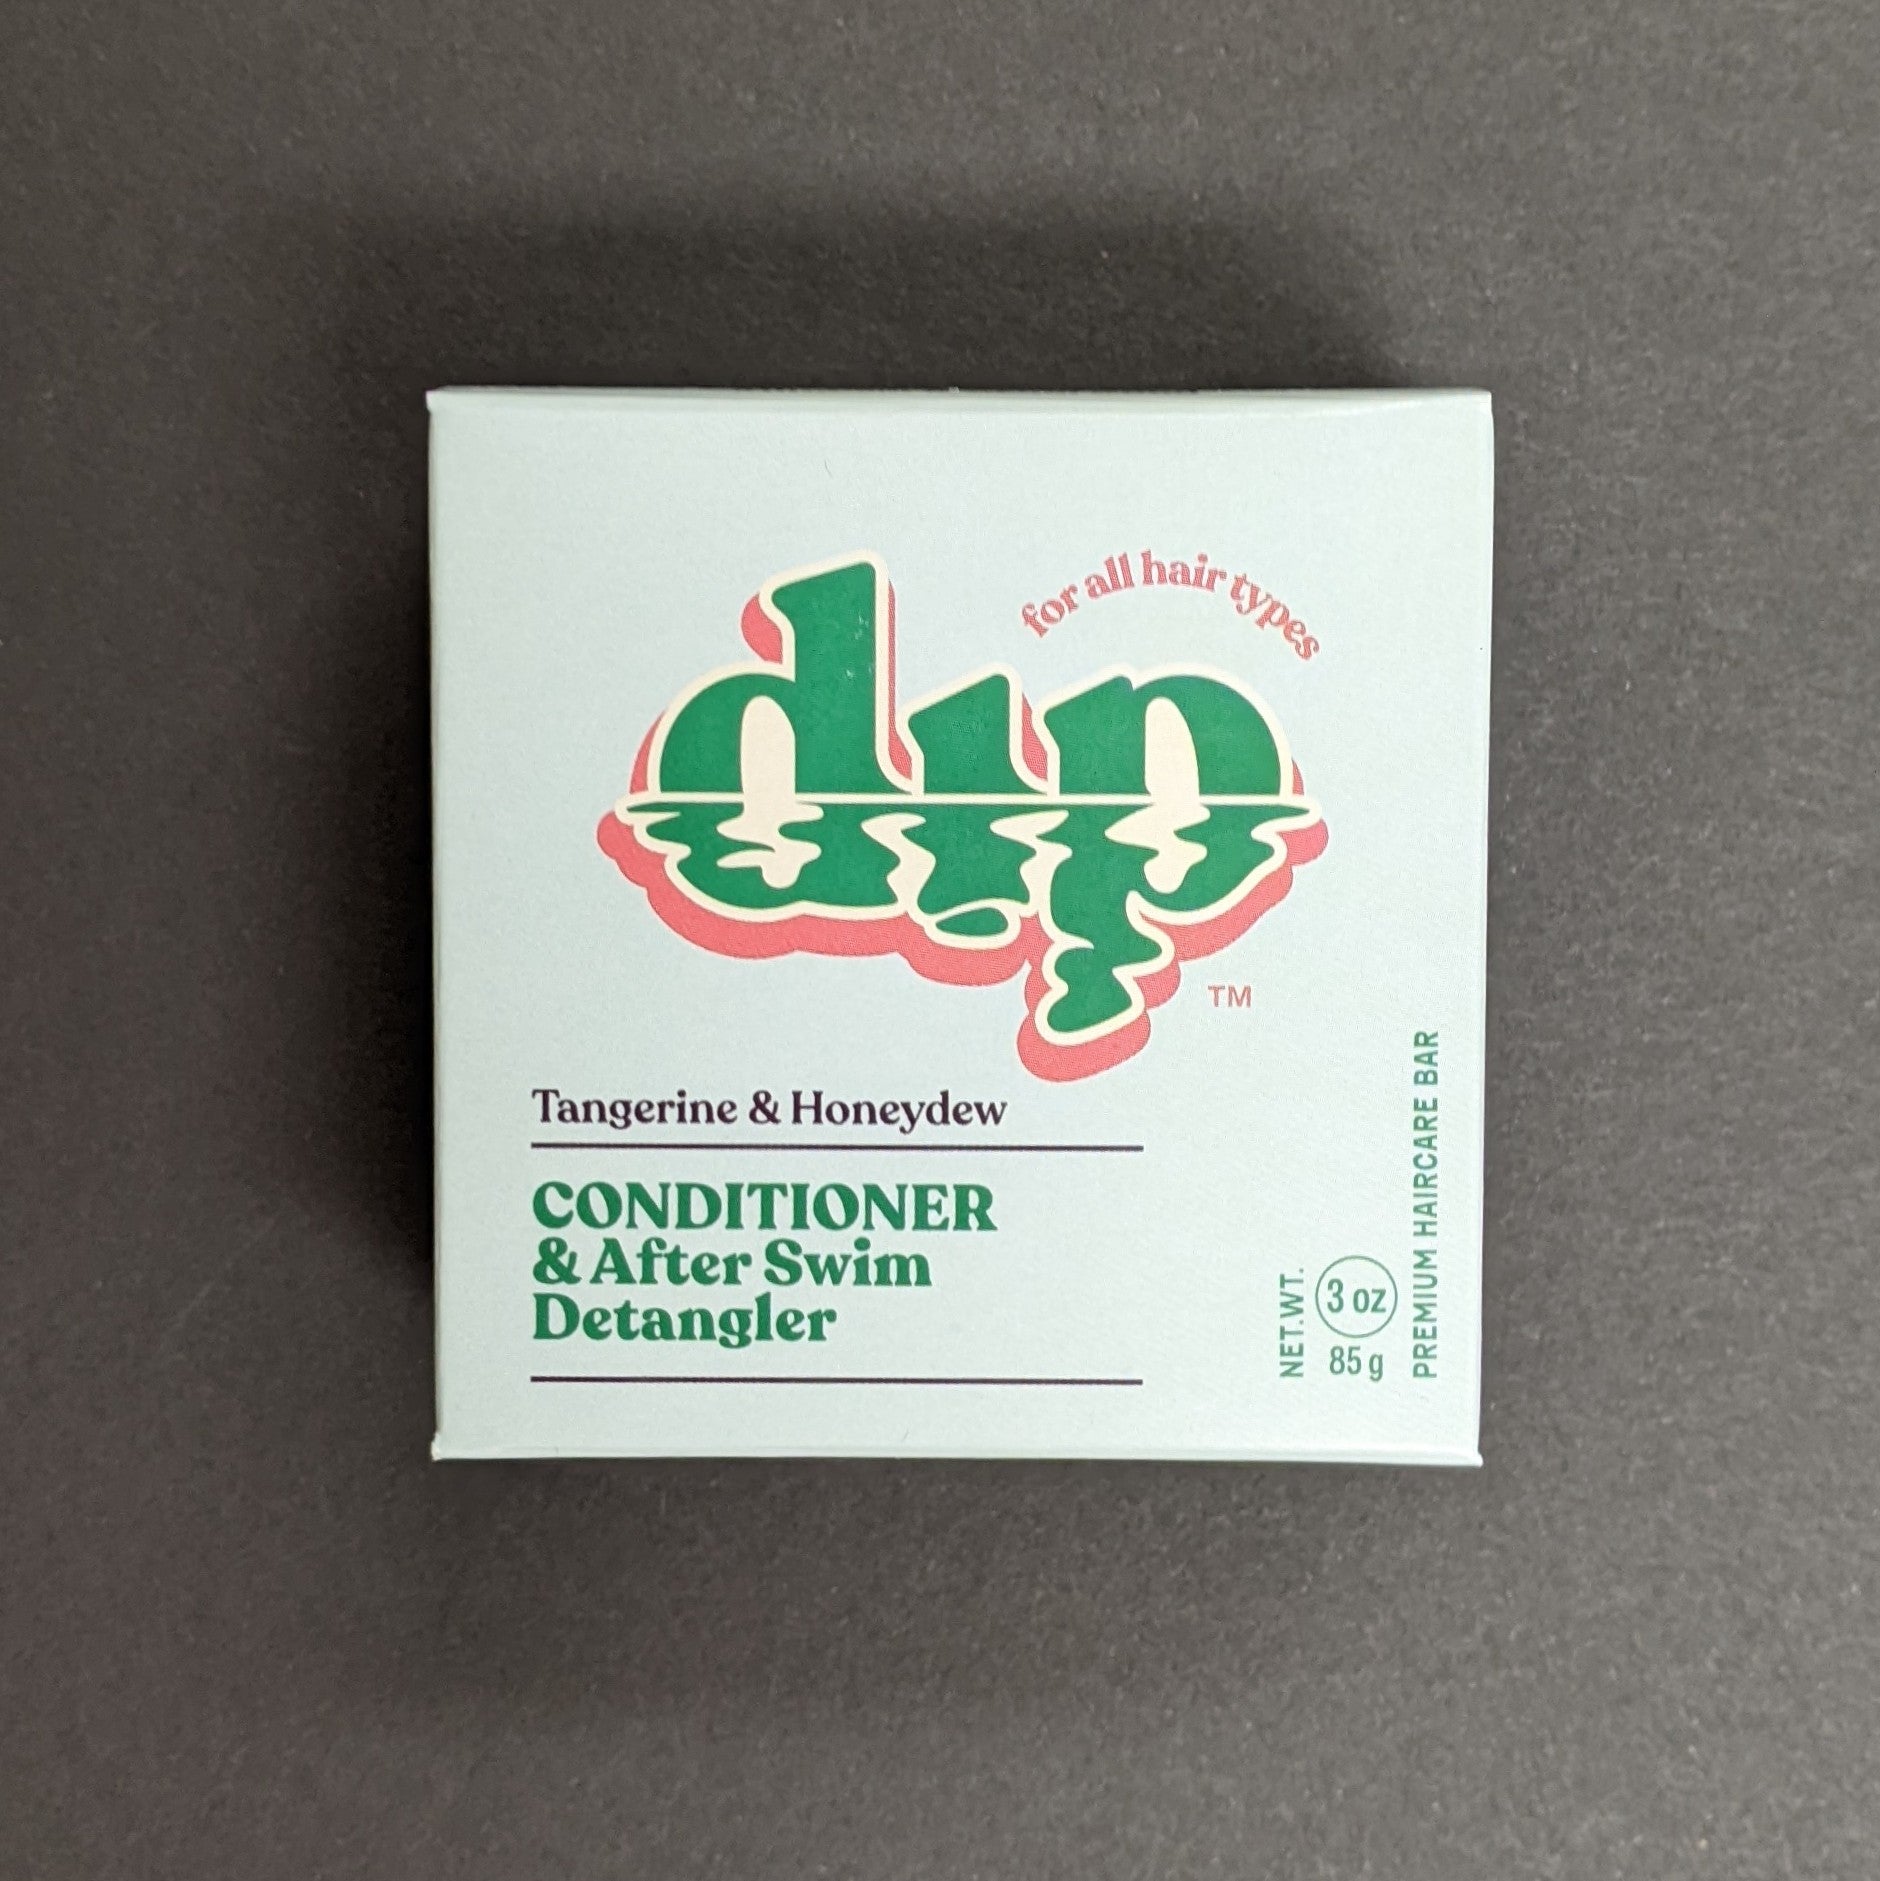 for all hair types
dip
TM
Tangerine & Honeydew
CONDITIONER
& After Swim
Detangler
NET.WT.
3 oz
85 g
PREMIUM HAIRCARE BAR